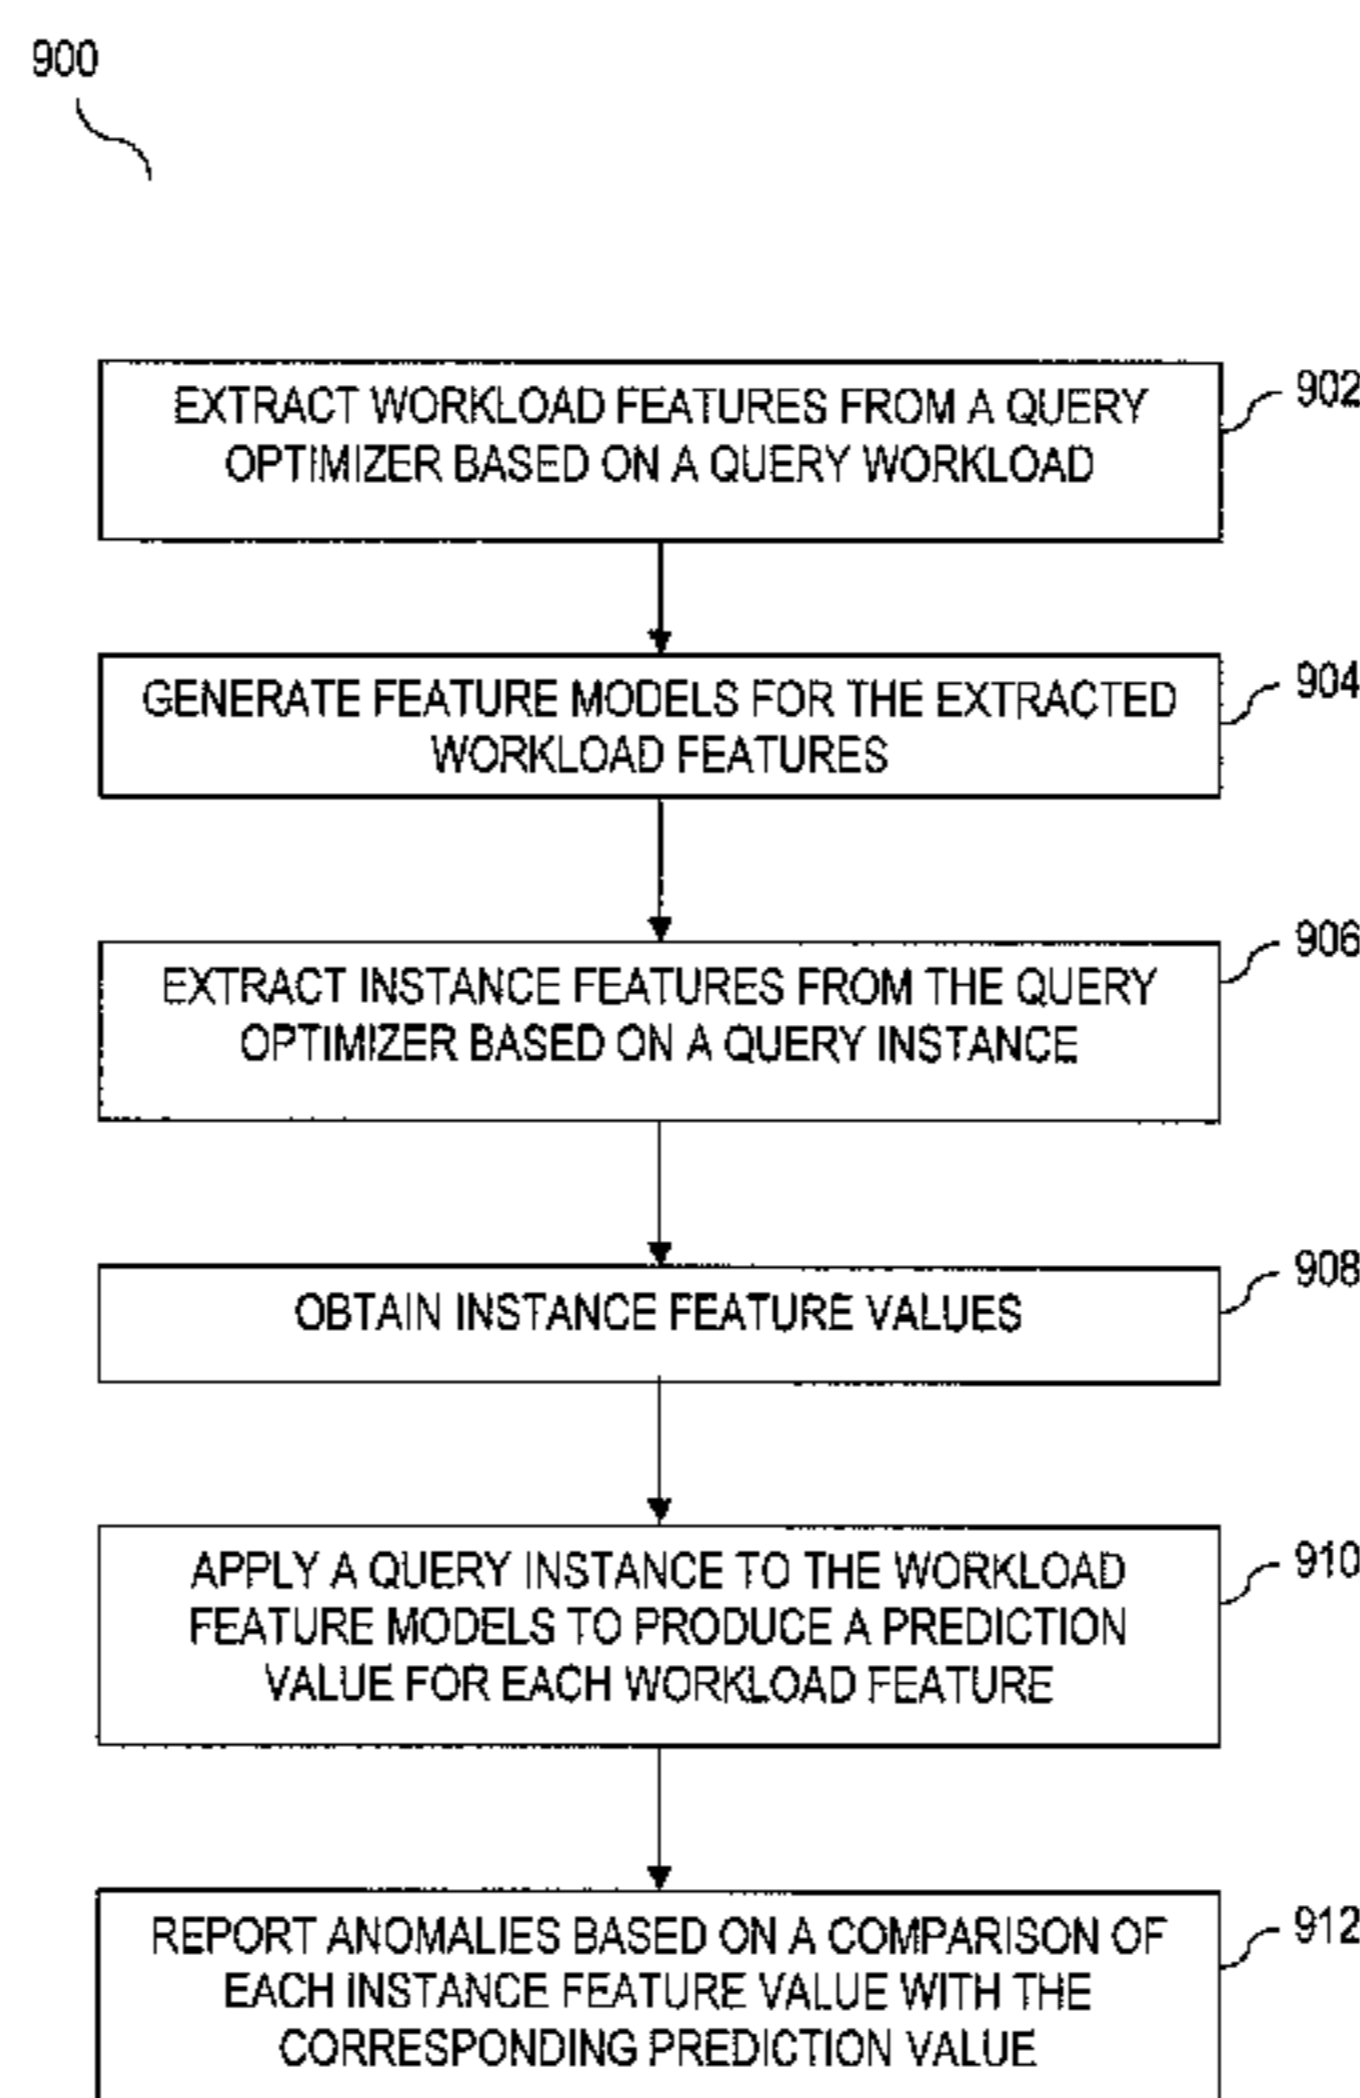 900
EXTRACT WORKLOAD FEATURES FROM A QUERY
OPTIMIZER BASED ON A QUERY WORKLOAD
902
GENERATE FEATURE MODELS FOR THE EXTRACTED
WORKLOAD FEATURES
904
EXTRACT INSTANCE FEATURES FROM THE QUERY
OPTIMIZER BASED ON A QUERY INSTANCE
906
OBTAIN INSTANCE FEATURE VALUES
908
APPLY A QUERY INSTANCE TO THE WORKLOAD
FEATURE MODELS TO PRODUCE A PREDICTION
VALUE FOR EACH WORKLOAD FEATURE
910
REPORT ANOMALIES BASED ON A COMPARISON OF
EACH INSTANCE FEATURE VALUE WITH THE
CORRESPONDING PREDICTION VALUE
912